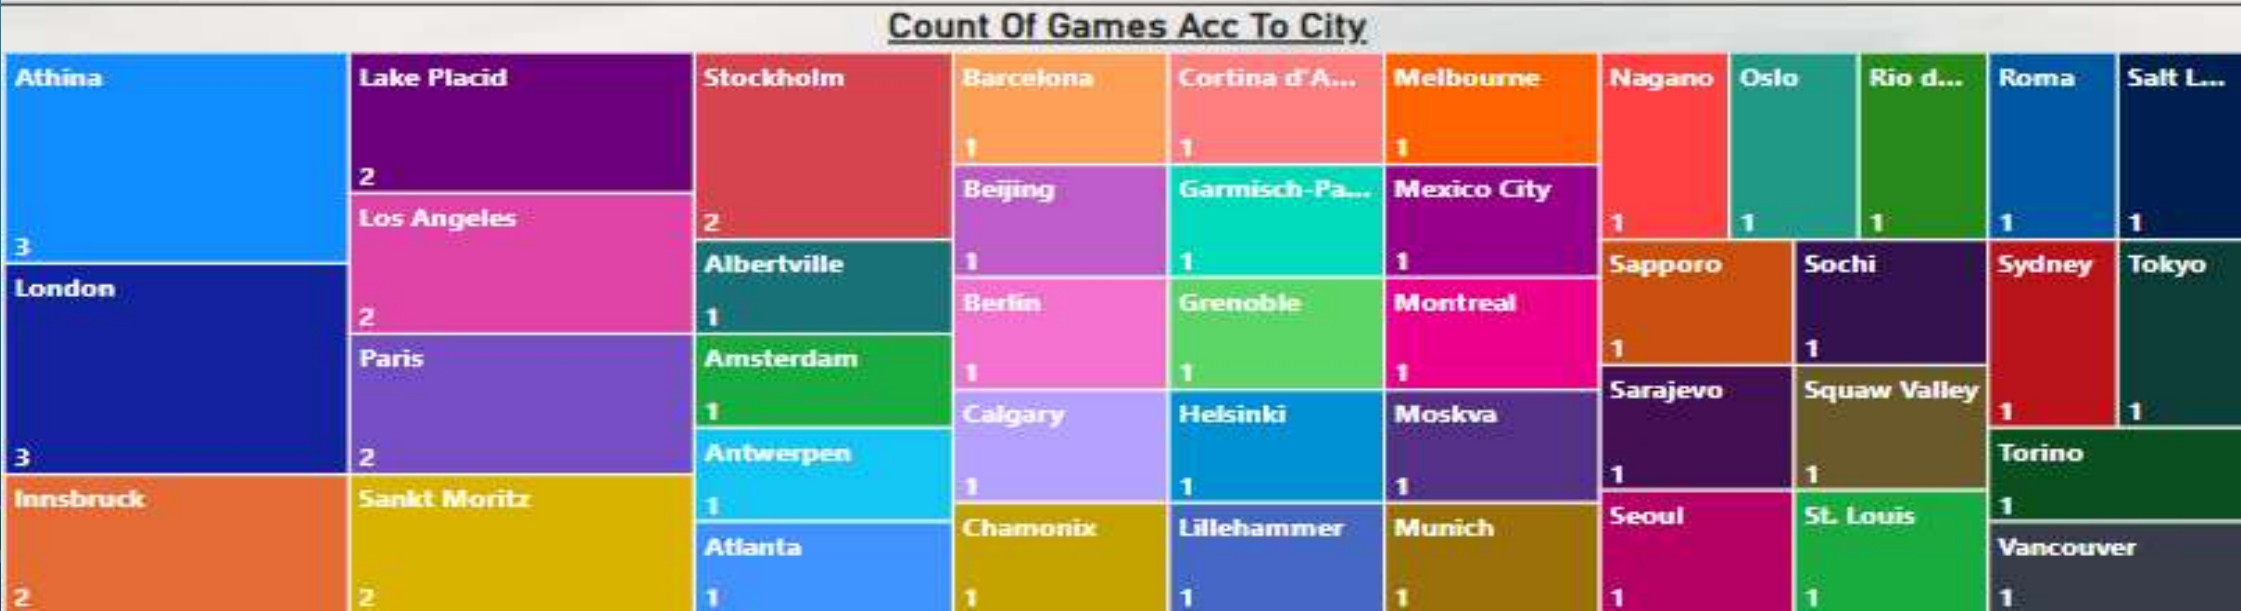 Count Of Games Acc To City
Athina
3
London
3
Innsbruck
2
Lake Placid
2
Los Angeles
2
Paris
2
Sankt Moritz
2
Stockholm
2
Albertville
1
Amsterdam
1
Antwerpen
1
Atlanta
1
Barcelona
1
Beijing
1
Berlin
1
Calgary
1
Chamonix
1
Cortina d'A...
1
Garmisch-Pa...
1
Grenoble
1
Helsinki
1
Lillehammer
1
Melbourne
1
Mexico City
1
Montreal
1
Moskva
1
Munich
1
Nagano
1
Oslo
1
Rio d...
1
Roma
1
Salt L...
1
Sapporo
1
Sarajevo
1
Seoul
1
Sochi
1
Squaw Valley
1
St. Louis
1
Sydney
1
Tokyo
1
Torino
1
Vancouver
1